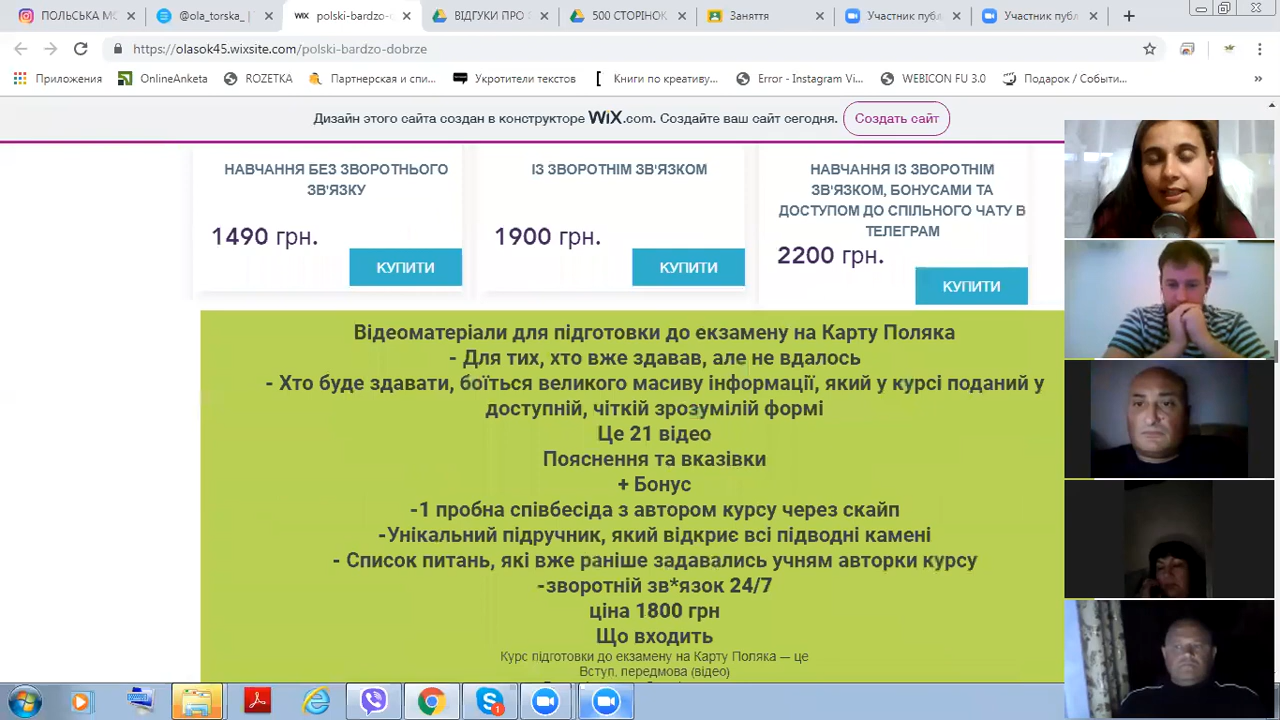 ПОЛЬСЬКА М
@ola_torska_ | T
polski-bardzo-d
ВІДГУКИ ПРО
500 СТОРІНОК
Заняття
Участник публ
Участник публ
https://olasok45.wixsite.com/polski-bardzo-dobrze
Приложения
OnlineAnketa
ROZETKA
Партнерская и спи...
Укротители текстов
Книги по креативу...
Error - Instagram Vi...
WEBICON FU 3.0
Подарок / Событи...
Дизайн этого сайта создан в конструкторе WiX.com. Создайте ваш сайт сегодня.
Создать сайт
НАВЧАННЯ БЕЗ ЗВОРОТНЬОГО
ЗВ'ЯЗКУ
1490 грн.
КУПИТИ
ІЗ ЗВОРОТНІМ ЗВ'ЯЗКОМ
1900 грн.
КУПИТИ
НАВЧАННЯ ІЗ ЗВОРОТНІМ
ЗВ'ЯЗКОМ, БОНУСАМИ ТА
ДОСТУПОМ ДО СПІЛЬНОГО ЧАТУ В
ТЕЛЕГРАМ
2200 грн.
КУПИТИ
Відеоматеріали для підготовки до екзамену на Карту Поляка
- Для тих, хто вже здавав, але не вдалось
- Хто буде здавати, боїться великого масиву інформації, який у курсі поданий у
доступній, чіткій зрозумілій формі
Це 21 відео
Пояснення та вказівки
+ Бонус
-1 пробна співбесіда з автором курсу через скайп
-Унікальний підручник, який відкриє всі підводні камені
- Список питань, які вже раніше задавались учням авторки курсу
-зворотній зв*язок 24/7
ціна 1800 грн
Що входить
Курс підготовки до екзамену на Карту Поляка — це
Вступ, передмова (відео)